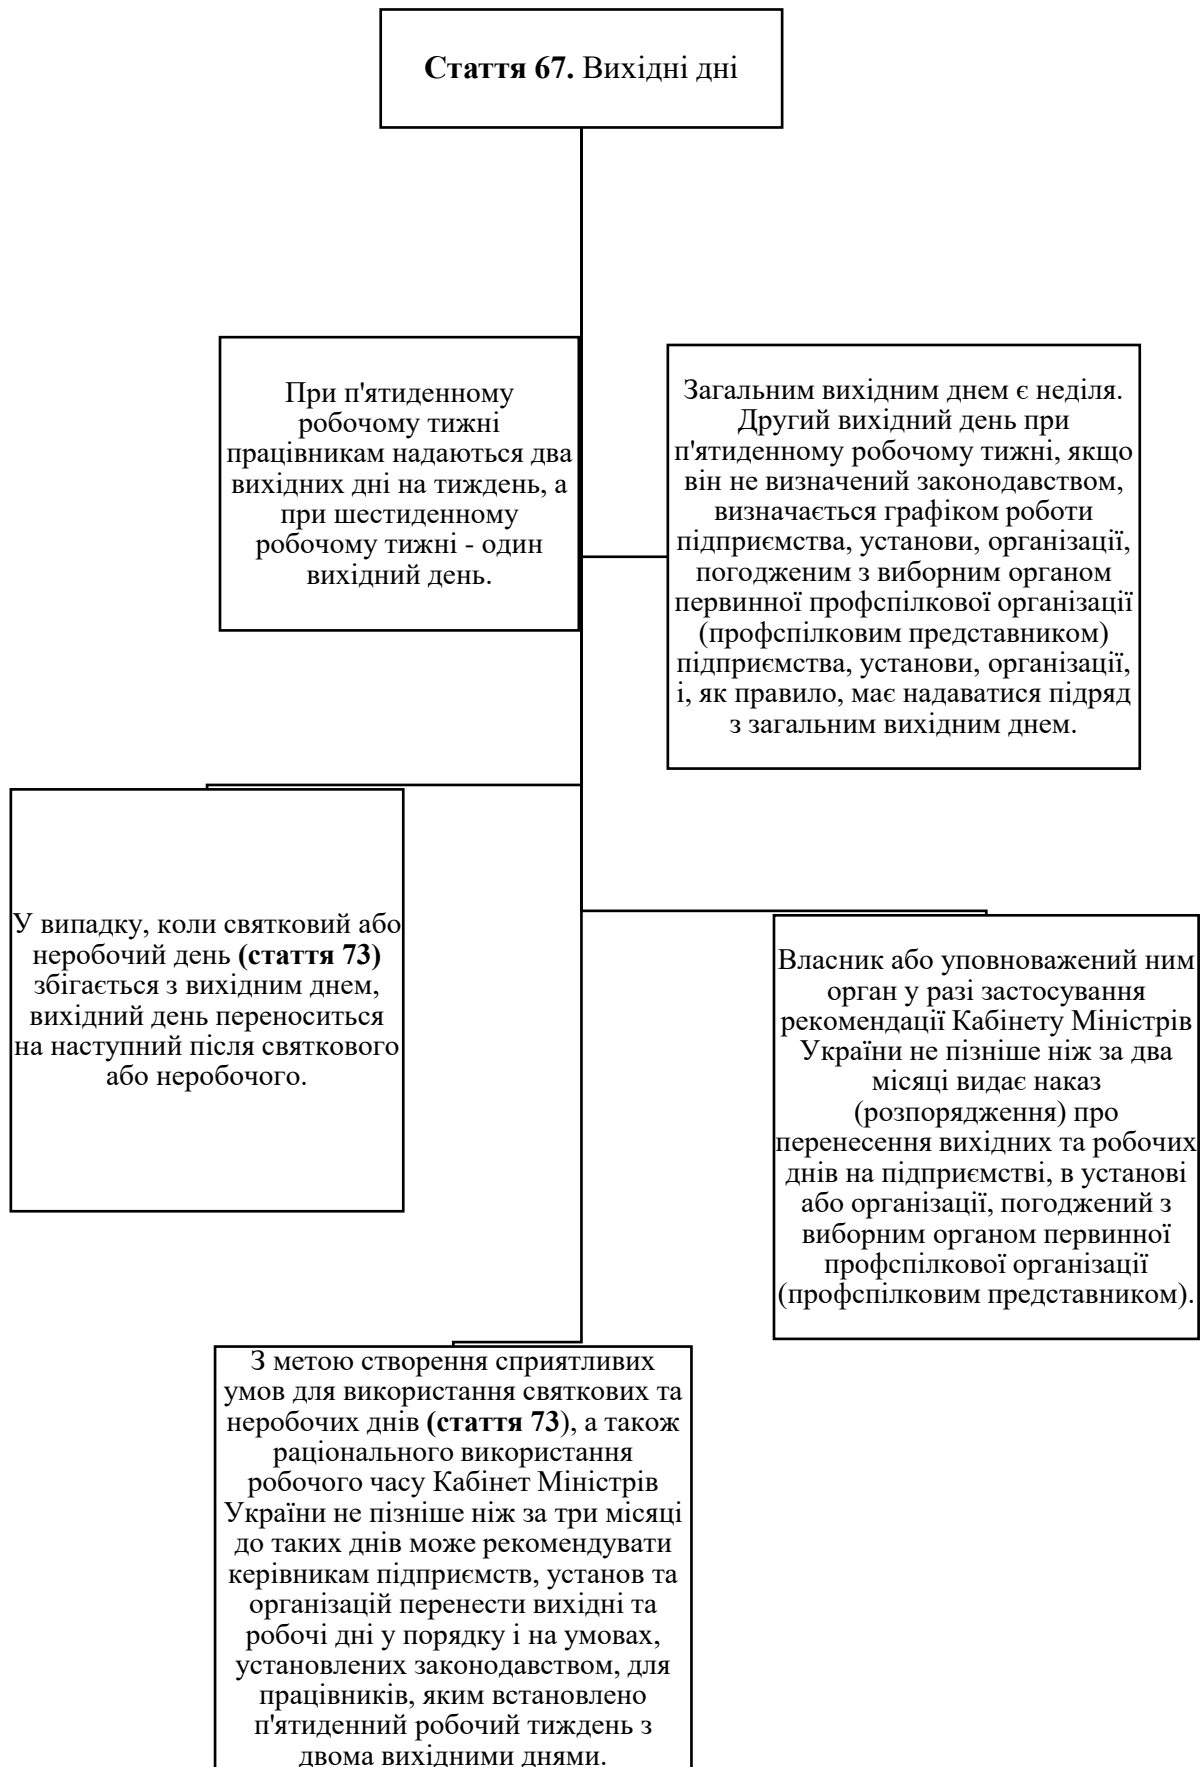 Стаття 67. Вихідні дні
При п'ятиденному
робочому тижні
працівникам надаються два
вихідних дні на тиждень, а
при шестиденному
робочому тижні - один
вихідний день.
Загальним вихідним днем є неділя.
Другий вихідний день при
п'ятиденному робочому тижні, якщо
він не визначений законодавством,
визначається графіком роботи
підприємства, установи, організації,
погодженим з виборним органом
первинної профспілкової організації
(профспілковим представником)
підприємства, установи, організації,
і, як правило, має надаватися підряд
з загальним вихідним днем.
У випадку, коли святковий або
неробочий день (стаття 73)
збігається з вихідним днем,
вихідний день переноситься
на наступний після святкового
або неробочого.
Власник або уповноважений ним
орган у разі застосування
рекомендації Кабінету Міністрів
України не пізніше ніж за два
місяці видає наказ
(розпорядження) про
перенесення вихідних та робочих
днів на підприємстві, в установі
або організації, погоджений з
виборним органом первинної
профспілкової організації
(профспілковим представником).
З метою створення сприятливих
умов для використання святкових та
неробочих днів (стаття 73), а також
раціонального використання
робочого часу Кабінет Міністрів
України не пізніше ніж за три місяці
до таких днів може рекомендувати
керівникам підприємств, установ та
організацій перенести вихідні та
робочі дні у порядку і на умовах,
установлених законодавством, для
працівників, яким встановлено
п'ятиденний робочий тиждень з
двома вихідними днями.